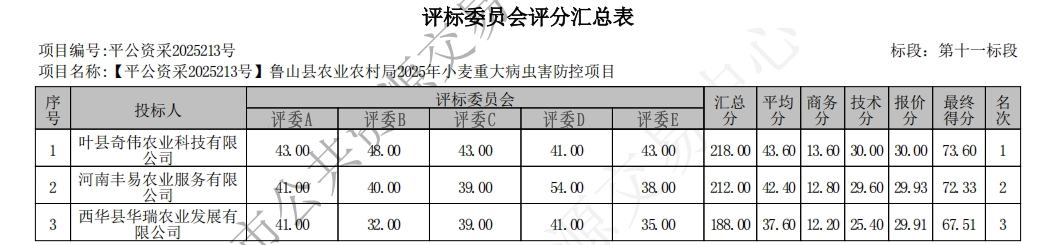 评标委员会评分汇总表
项目编号:平公资采2025213号
标段：第十一标段
项目名称:【平公资采2025213号】鲁山县农业农村局2025年小麦重大病虫害防控项目
序号 投标人 评标委员会 汇总分 平均分 商务分 技术分 报价分 最终得分 名次
评委A 评委B 评委C 评委D 评委E
1 叶县奇伟农业科技有限公司 43.00 48.00 43.00 41.00 43.00 218.00 43.60 13.60 30.00 30.00 73.60 1
2 河南丰易农业服务有限公司 41.00 40.00 39.00 54.00 38.00 212.00 42.40 12.80 29.60 29.93 72.33 2
3 西华县华瑞农业发展有限公司 41.00 32.00 39.00 41.00 35.00 188.00 37.60 12.20 25.40 29.91 67.51 3